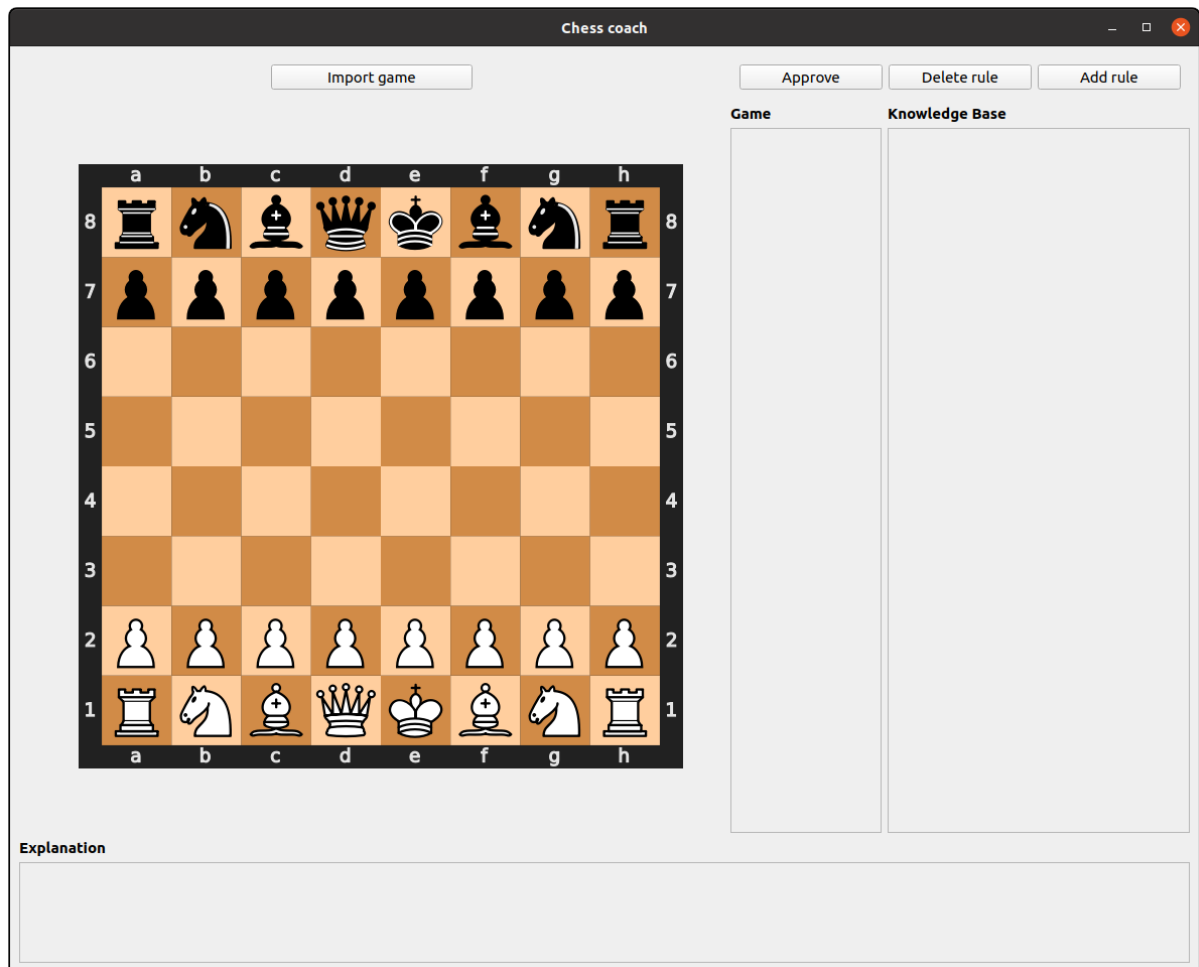 Chess coach
Import game
Approve Delete rule Add rule
Game Knowledge Base
a b c d e f g h
8 8
7 7
6 6
5 5
4 4
3 3
2 2
1 1
a b c d e f g h
Explanation